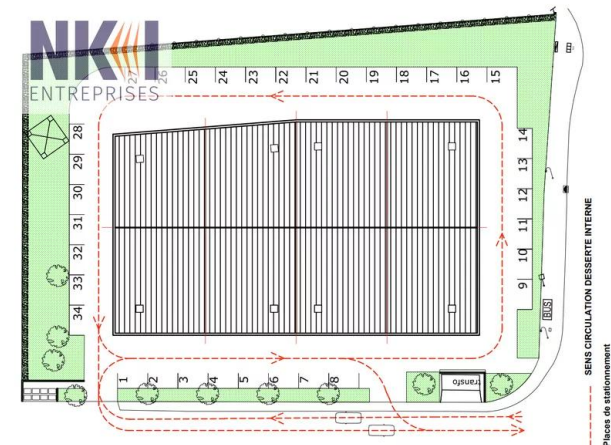 NKI
ENTREPRISES
27 26 25 24 23 22 21 20 19 18 17 16 15
28
29
30
31
32
33
34
14
13
12
11
10
9
BUS
1 2 3 4 5 6 7 8
transfo
SENS CIRCULATION DESSERTE INTERNE
Places de stationnement